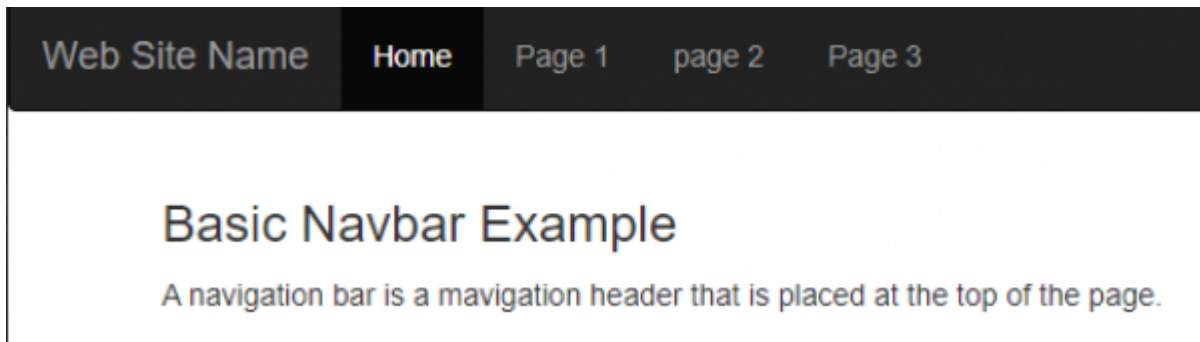 Web Site Name Home Page 1 page 2 Page 3
Basic Navbar Example
A navigation bar is a mavigation header that is placed at the top of the page.